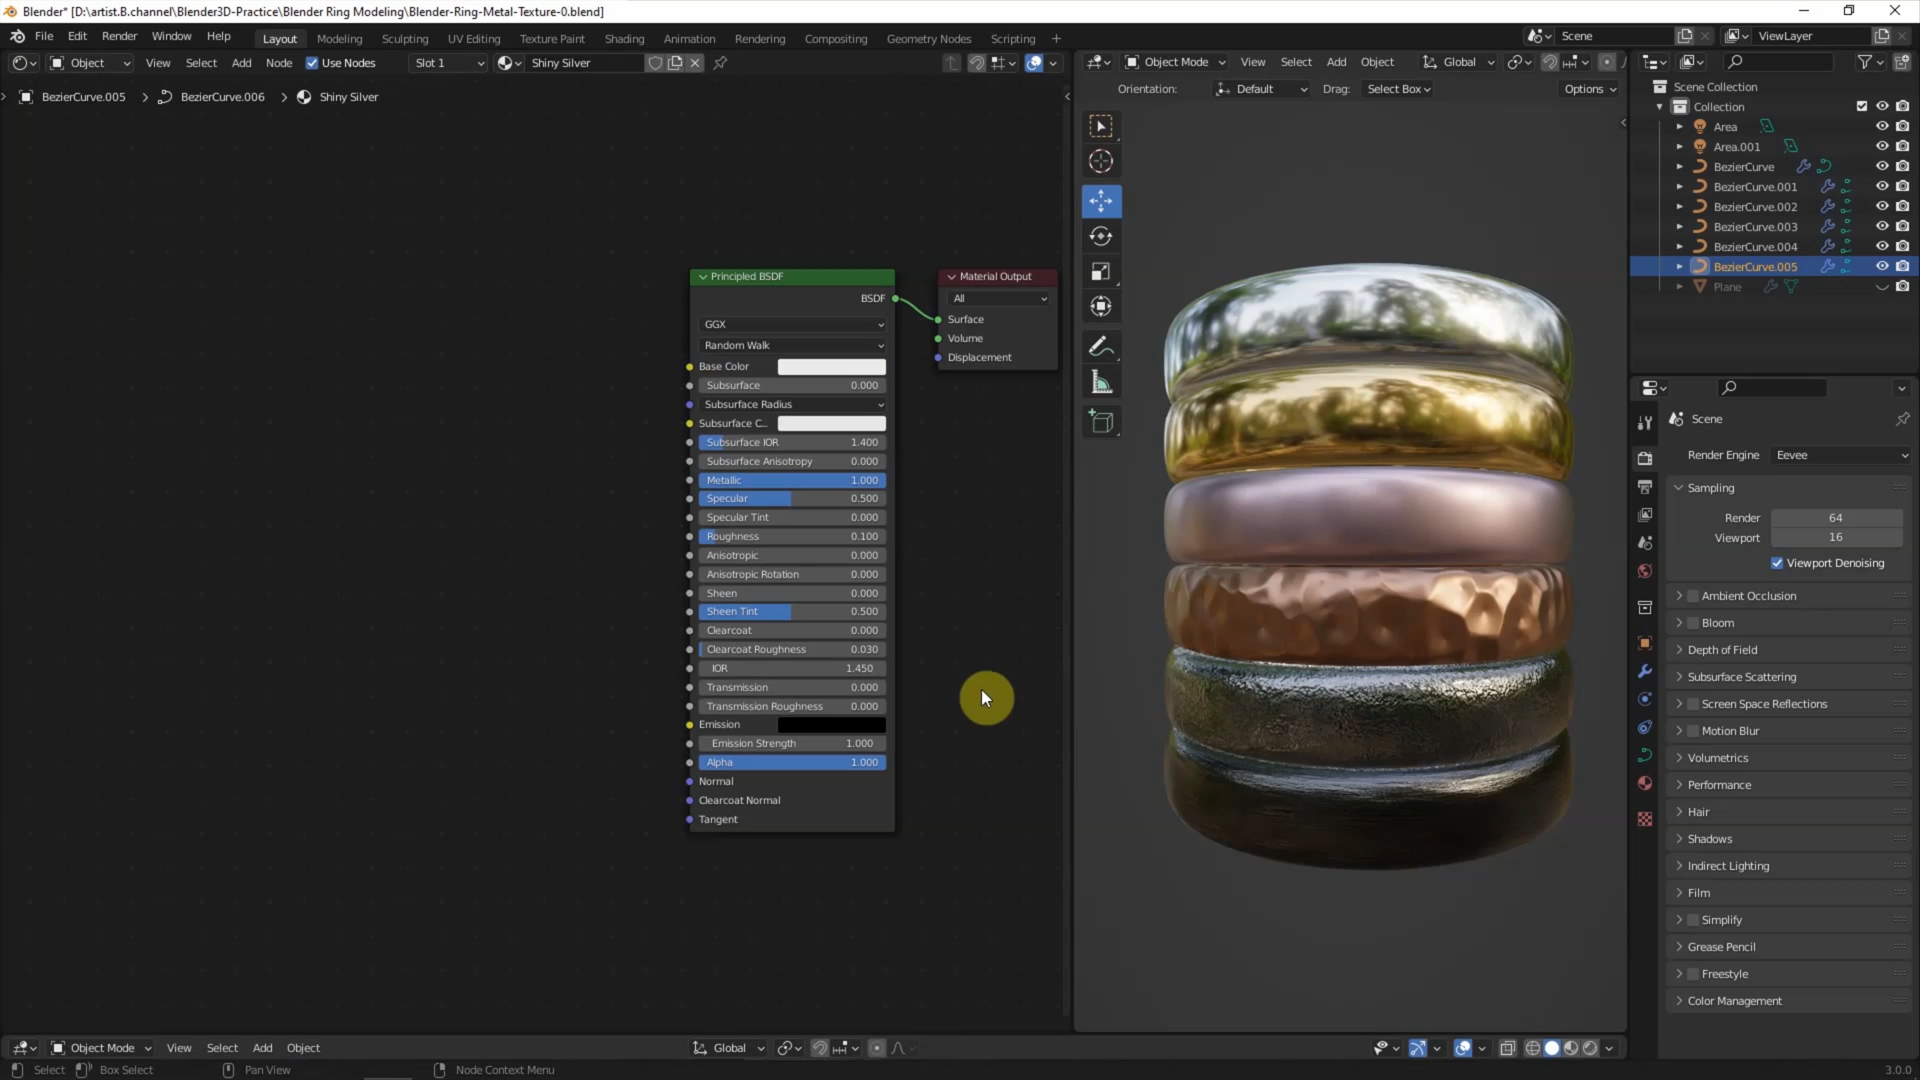 Blender* [D:\artist.B.channel\Blender3D-Practice\Blender Ring Modeling\Blender-Ring-Metal-Texture-0.blend]
File Edit Render Window Help Layout Modeling Sculpting UV Editing Texture Paint Shading Animation Rendering Compositing Geometry Nodes Scripting + Scene ViewLayer
Object View Select Add Node Use Nodes Slot 1 Shiny Silver
Object Mode View Select Add Object Global
BezierCurve.005 > BezierCurve.006 > Shiny Silver
Orientation: Default Drag: Select Box Options
Principled BSDF
BSDF
GGX
Random Walk
Base Color
Subsurface 0.000
Subsurface Radius
Subsurface C..
Subsurface IOR 1.400
Subsurface Anisotropy 0.000
Metallic 1.000
Specular 0.500
Specular Tint 0.000
Roughness 0.100
Anisotropic 0.000
Anisotropic Rotation 0.000
Sheen 0.000
Sheen Tint 0.500
Clearcoat 0.000
Clearcoat Roughness 0.030
IOR 1.450
Transmission 0.000
Transmission Roughness 0.000
Emission
Emission Strength 1.000
Alpha 1.000
Normal
Clearcoat Normal
Tangent
Material Output
All
Surface
Volume
Displacement
Scene Collection
Collection
Area
Area.001
BezierCurve
BezierCurve.001
BezierCurve.002
BezierCurve.003
BezierCurve.004
BezierCurve.005
Plane
Scene
Render Engine Eevee
Sampling
Render 64
Viewport 16
Viewport Denoising
Ambient Occlusion
Bloom
Depth of Field
Subsurface Scattering
Screen Space Reflections
Motion Blur
Volumetrics
Performance
Hair
Shadows
Indirect Lighting
Film
Simplify
Grease Pencil
Freestyle
Color Management
Object Mode View Select Add Object Global
Select Box Select Pan View Node Context Menu 3.0.0